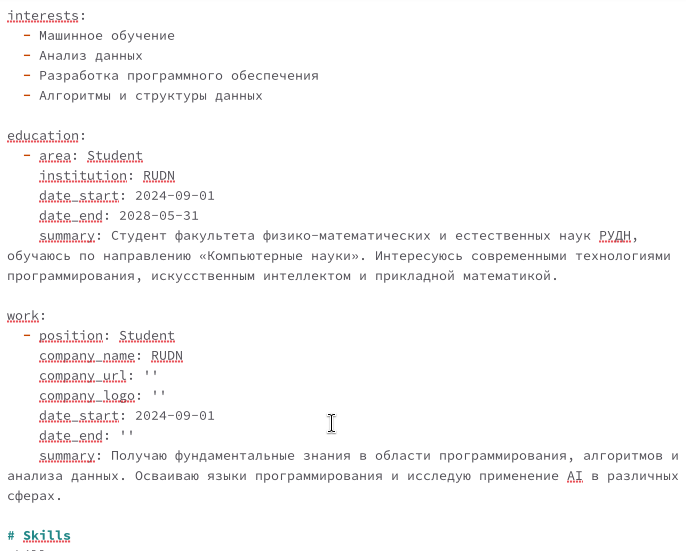 interests:
- Машинное обучение
- Анализ данных
- Разработка программного обеспечения
- Алгоритмы и структуры данных
education:
- area: Student
institution: RUDN
date_start: 2024-09-01
date_end: 2028-05-31
summary: Студент факультета физико-математических и естественных наук РУДН,
обучаюсь по направлению «Компьютерные науки». Интересуюсь современными технологиями
программирования, искусственным интеллектом и прикладной математикой.
work:
- position: Student
company_name: RUDN
company_url: ''
company_logo: ''
date_start: 2024-09-01
date_end: ''
summary: Получаю фундаментальные знания в области программирования, алгоритмов и
анализа данных. Осваиваю языки программирования и исследую применение AI в различных
сферах.
# Skills